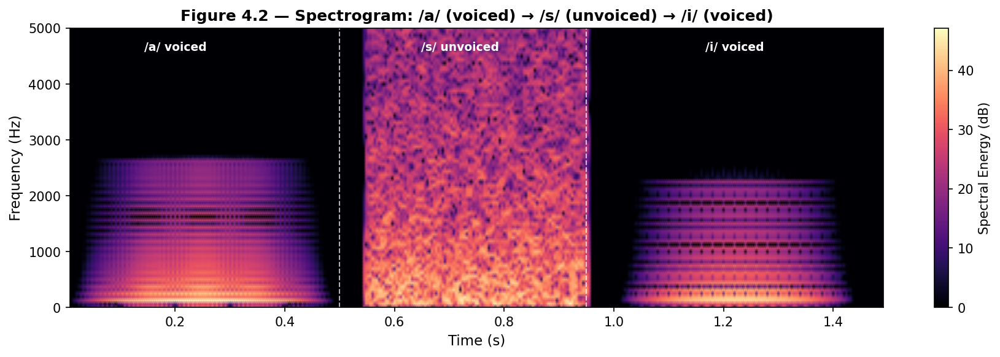 Figure 4.2 — Spectrogram: /a/ (voiced) → /s/ (unvoiced) → /i/ (voiced)
5000
4000
3000
2000
1000
0
Frequency (Hz)
/a/ voiced
/s/ unvoiced
/i/ voiced
0.2
0.4
0.6
0.8
1.0
1.2
1.4
Time (s)
40
30
20
10
0
Spectral Energy (dB)